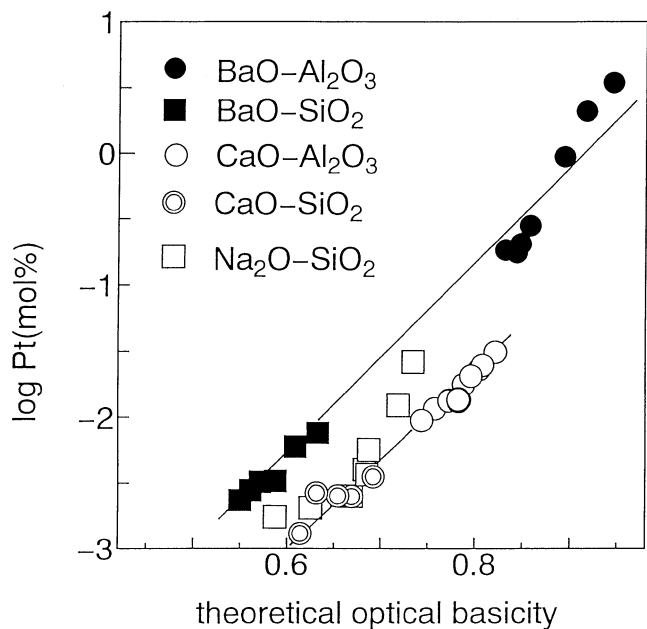 1
0
−1
−2
−3
log Pt(mol%)
BaO−Al₂O₃
BaO−SiO₂
CaO−Al₂O₃
CaO−SiO₂
Na₂O−SiO₂
0.6
0.8
theoretical optical basicity